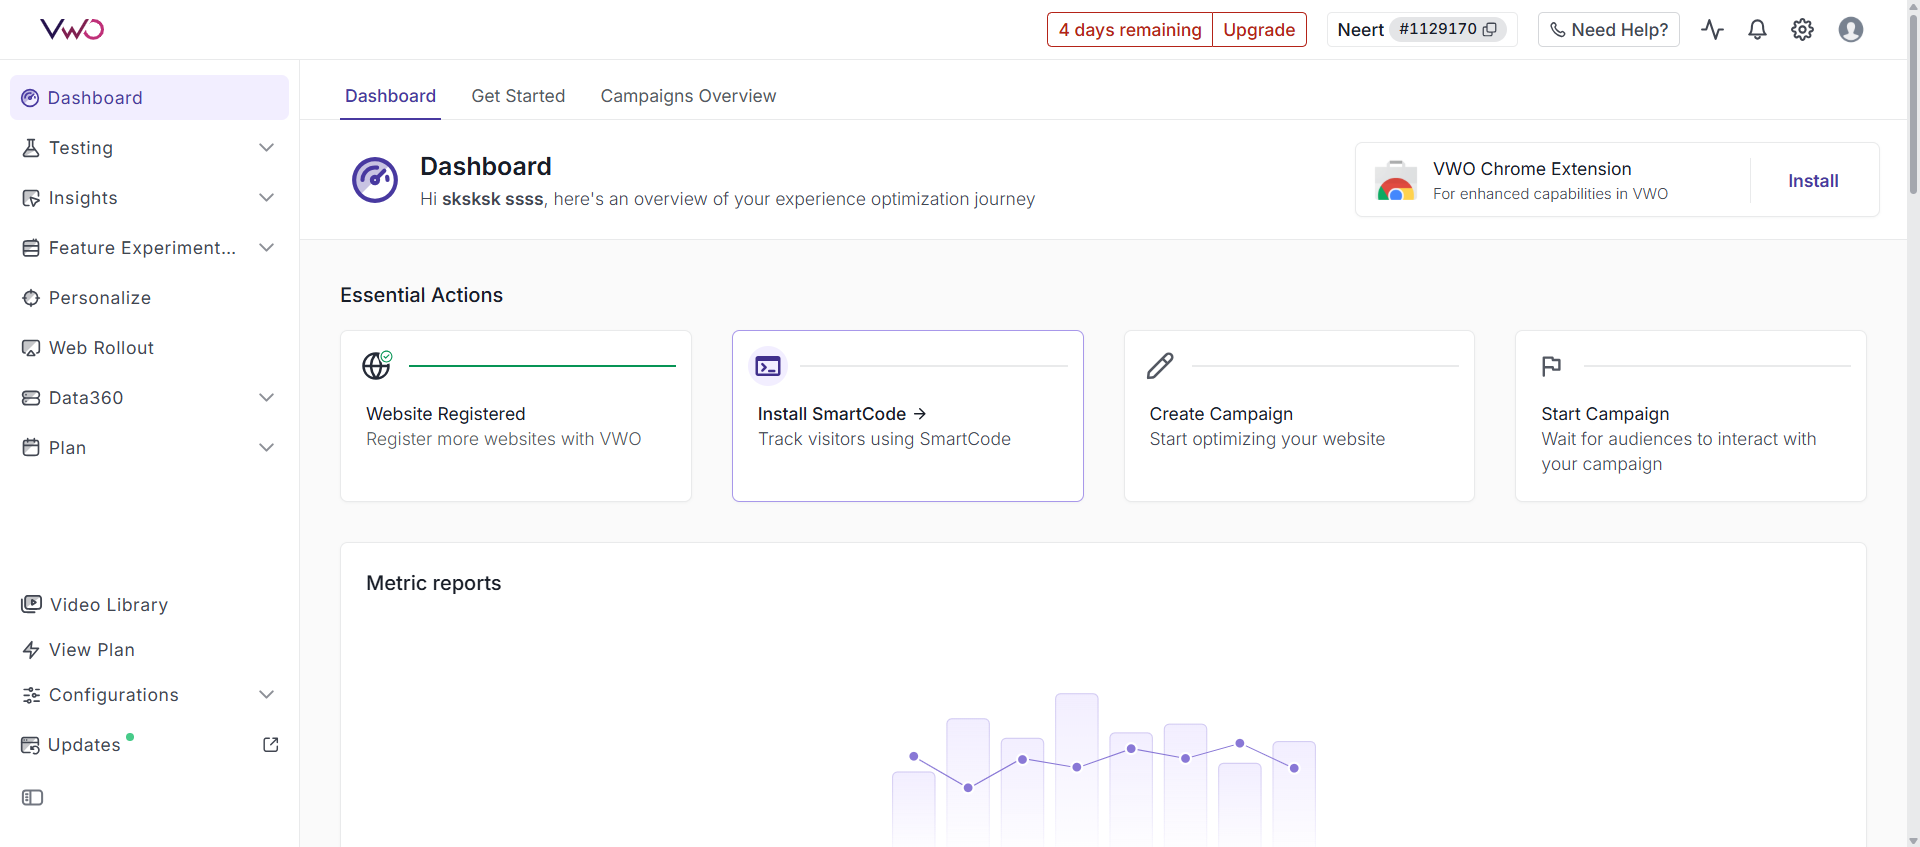 VWO
4 days remaining Upgrade
Neert #1129170
Need Help?
Dashboard
Testing
Insights
Feature Experiment...
Personalize
Web Rollout
Data360
Plan
Video Library
View Plan
Configurations
Updates
Dashboard Get Started Campaigns Overview
Dashboard
Hi sksksk ssss, here's an overview of your experience optimization journey
VWO Chrome Extension
For enhanced capabilities in VWO
Install
Essential Actions
Website Registered
Register more websites with VWO
Install SmartCode →
Track visitors using SmartCode
Create Campaign
Start optimizing your website
Start Campaign
Wait for audiences to interact with
your campaign
Metric reports